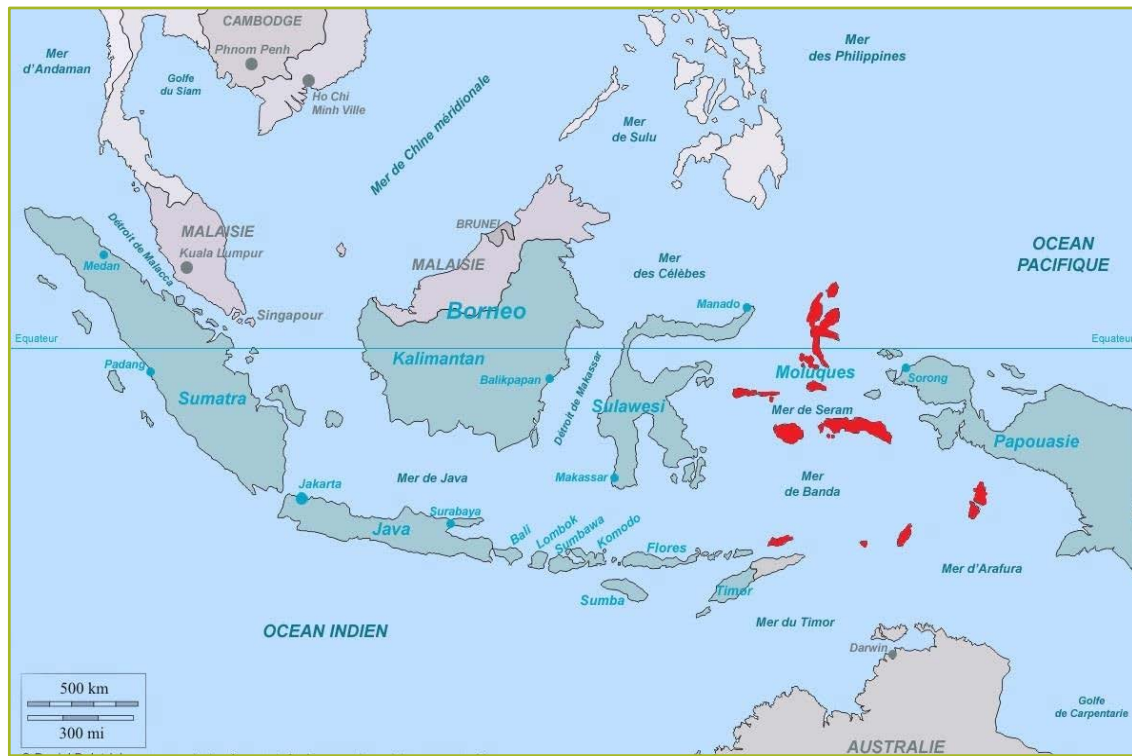 CAMBODGE
Phnom Penh
Mer
d'Andaman
Golfe
du Siam
Ho Chi
Minh Ville
Mer
des Philippines
Mer de Chine méridionale
Mer
de Sulu
MALAISIE
Kuala Lumpur
Détroit de Malacca
Medan
BRUNEI
MALAISIE
Mer
des Célèbes
OCEAN
PACIFIQUE
Singapour
Borneo
Manado
Equateur
Equateur
Padang
Kalimantan
Sumatra
Balikpapan
Détroit de Makassar
Sulawesi
Moluques
Sorong
Mer de Seram
Papouasie
Mer de Java
Makassar
Mer
de Banda
Jakarta
Surabaya
Java
Bali
Lombok
Sumbawa
Komodo
Flores
Mer d'Arafura
Sumba
Timor
OCEAN INDIEN
Mer du Timor
Darwin
500 km
300 mi
Golfe
de Carpentarie
AUSTRALIE